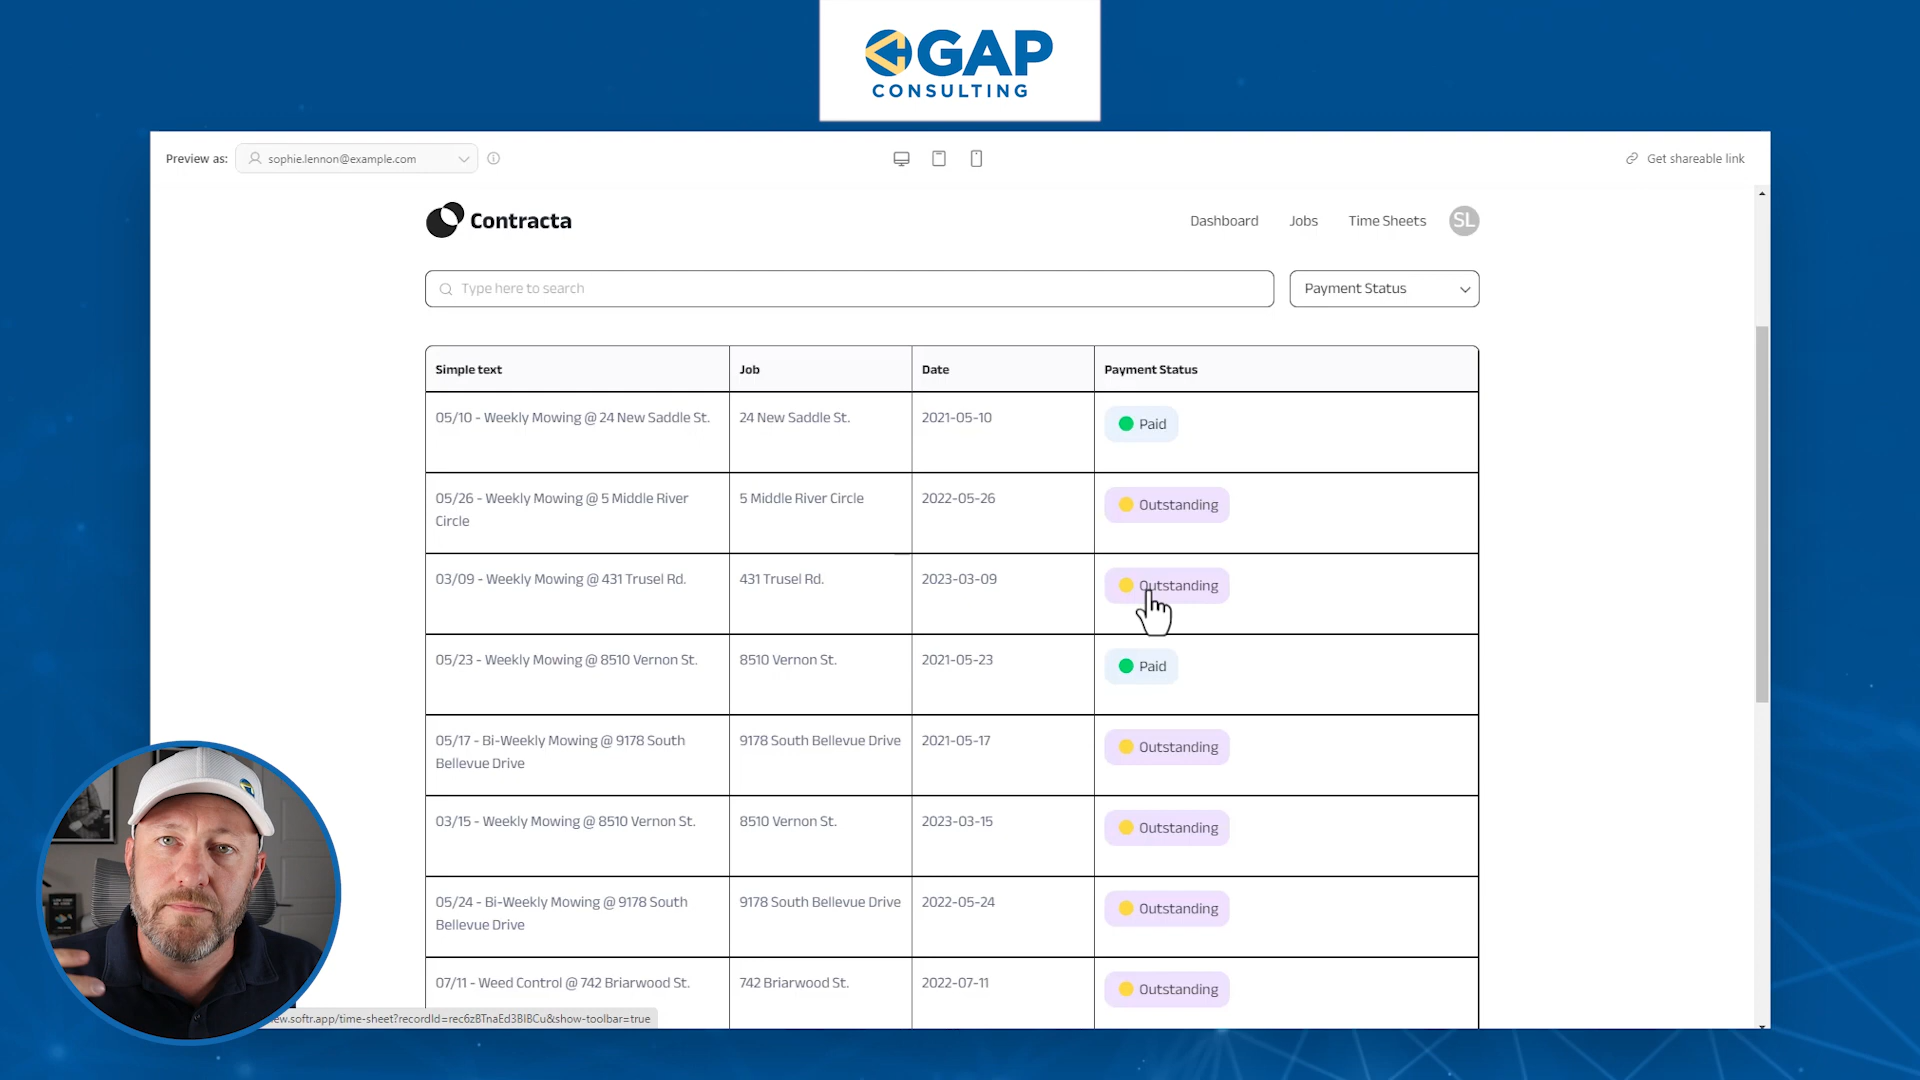 GAP
CONSULTING
Preview as: sophie.lennon@example.com Get shareable link
Contracta Dashboard Jobs Time Sheets SL
Type here to search Payment Status
Simple text Job Date Payment Status
05/10 - Weekly Mowing @ 24 New Saddle St. 24 New Saddle St. 2021-05-10 Paid
05/26 - Weekly Mowing @ 5 Middle River 5 Middle River Circle 2022-05-26 Outstanding
Circle
03/09 - Weekly Mowing @ 431 Trusel Rd. 431 Trusel Rd. 2023-03-09 Outstanding
05/23 - Weekly Mowing @ 8510 Vernon St. 8510 Vernon St. 2021-05-23 Paid
05/17 - Bi-Weekly Mowing @ 9178 South 9178 South Bellevue Drive 2021-05-17 Outstanding
Bellevue Drive
03/15 - Weekly Mowing @ 8510 Vernon St. 8510 Vernon St. 2023-03-15 Outstanding
05/24 - Bi-Weekly Mowing @ 9178 South 9178 South Bellevue Drive 2022-05-24 Outstanding
Bellevue Drive
07/11 - Weed Control @ 742 Briarwood St. 742 Briarwood St. 2022-07-11 Outstanding
ew.softr.app/time-sheet?recordId=rec6zBTnaEd3BIBCu&show-toolbar=true